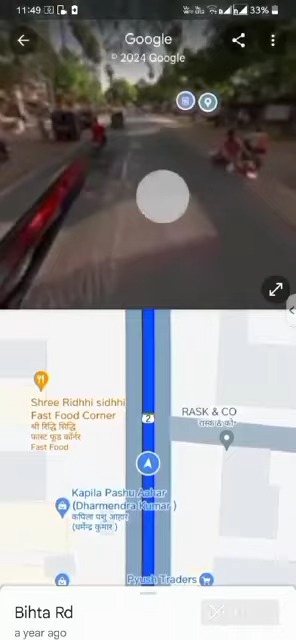 11:49
33%
Google
© 2024 Google
Shree Ridhhi sidhhi
Fast Food Corner
श्री रिद्धि सिद्धि
फास्ट फूड कॉर्नर
Fast Food
2
RASK & CO
रास्क & को॰
Kapila Pashu Aahar
(Dharmendra Kumar )
कपिला पशु आहार
(धर्मेन्द्र कुमार )
Piyush Traders
Bihta Rd
a year ago